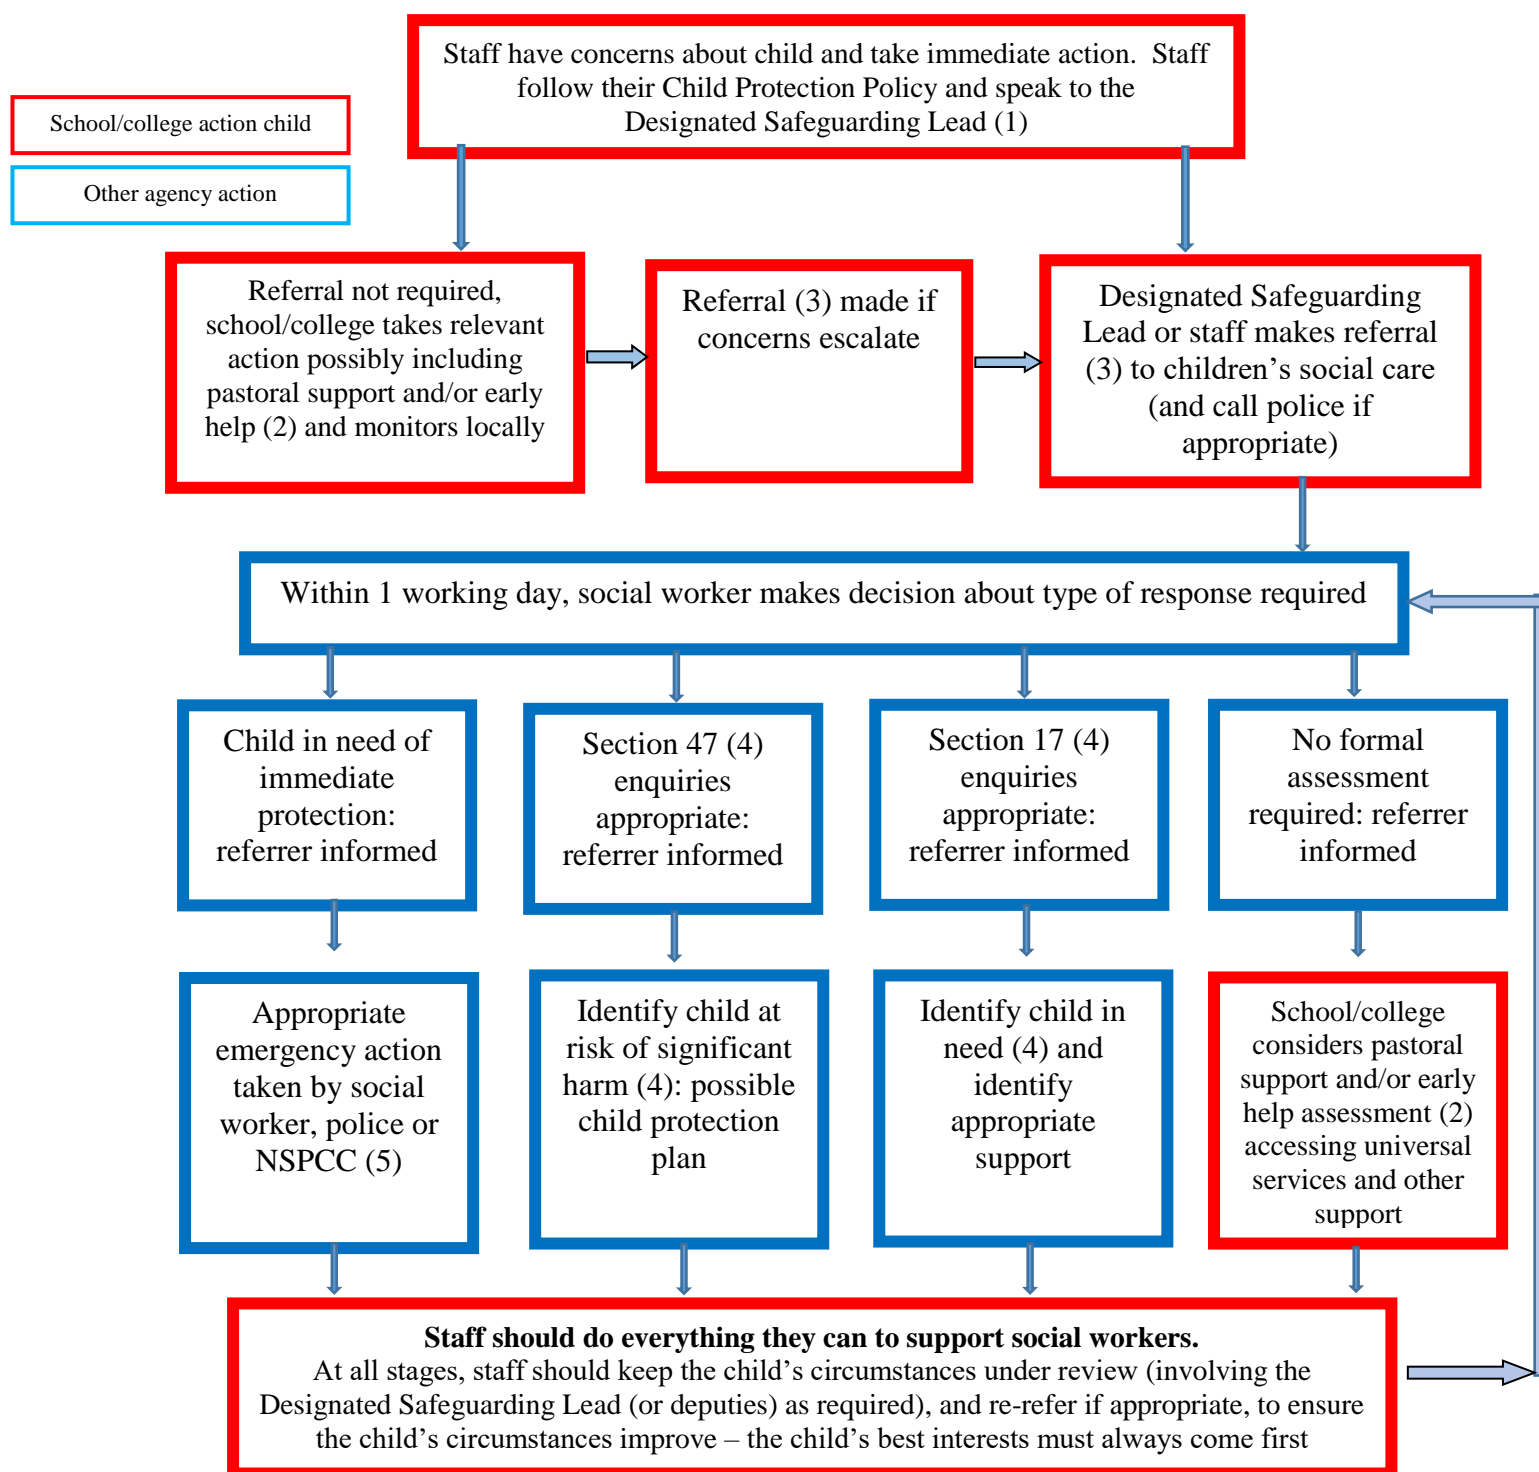 Staff have concerns about child and take immediate action.  Staff
follow their Child Protection Policy and speak to the
Designated Safeguarding Lead (1)
School/college action child
Other agency action
Referral not required,
school/college takes relevant
action possibly including
pastoral support and/or early
help (2) and monitors locally
Referral (3) made if
concerns escalate
Designated Safeguarding
Lead or staff makes referral
(3) to children’s social care
(and call police if
appropriate)
Within 1 working day, social worker makes decision about type of response required
Child in need of
immediate
protection:
referrer informed
Section 47 (4)
enquiries
appropriate:
referrer informed
Section 17 (4)
enquiries
appropriate:
referrer informed
No formal
assessment
required: referrer
informed
Appropriate
emergency action
taken by social
worker, police or
NSPCC (5)
Identify child at
risk of significant
harm (4): possible
child protection
plan
Identify child in
need (4) and
identify
appropriate
support
School/college
considers pastoral
support and/or early
help assessment (2)
accessing universal
services and other
support
Staff should do everything they can to support social workers.
At all stages, staff should keep the child’s circumstances under review (involving the
Designated Safeguarding Lead (or deputies) as required), and re-refer if appropriate, to ensure
the child’s circumstances improve – the child’s best interests must always come first